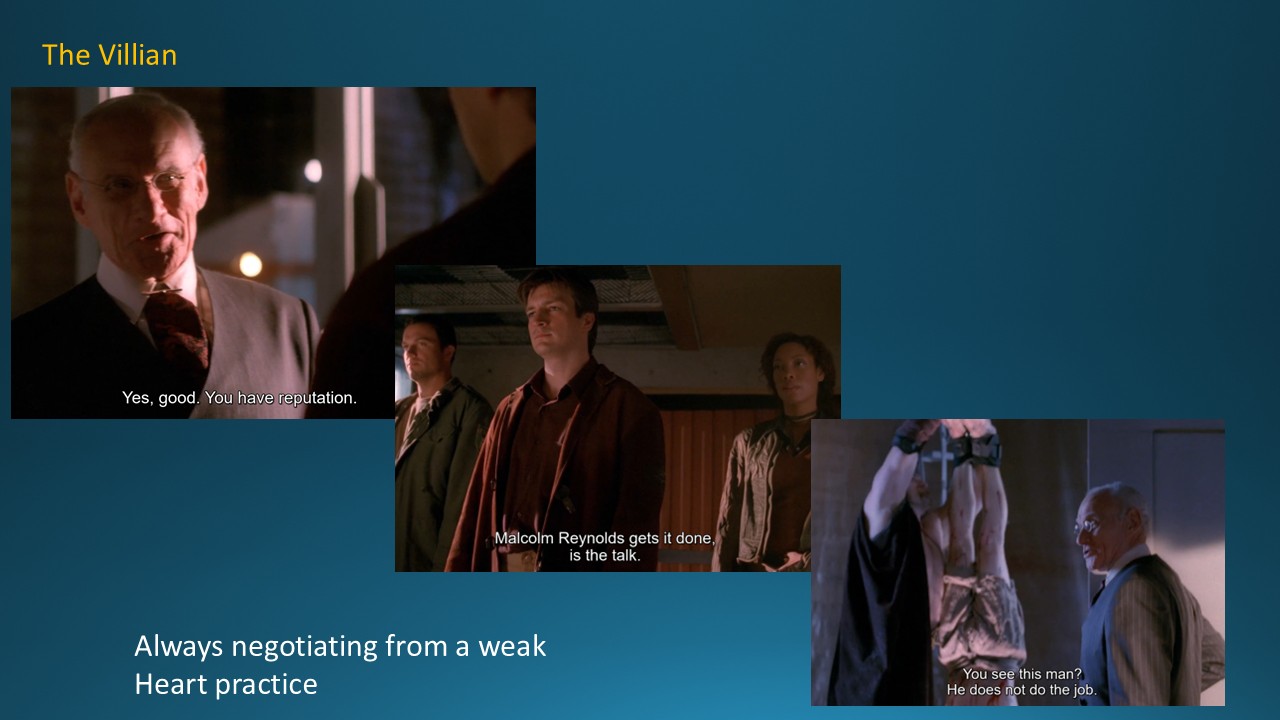 The Villian
Yes, good. You have reputation.
Malcolm Reynolds gets it done,
is the talk.
You see this man?
He does not do the job.
Always negotiating from a weak
Heart practice